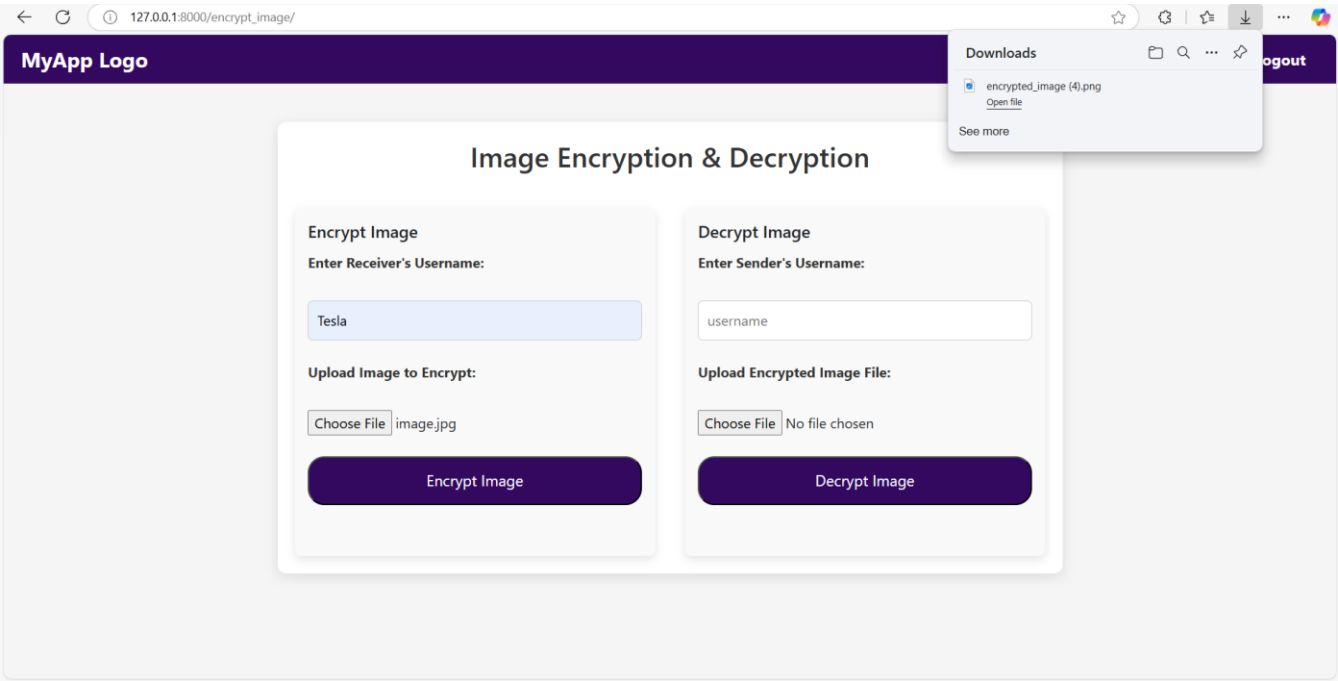 127.0.0.1:8000/encrypt_image/
MyApp Logo
ogout
Downloads
encrypted_image (4).png
Open file
See more
Image Encryption & Decryption
Encrypt Image
Enter Receiver's Username:
Tesla
Upload Image to Encrypt:
Choose File image.jpg
Encrypt Image
Decrypt Image
Enter Sender's Username:
username
Upload Encrypted Image File:
Choose File No file chosen
Decrypt Image